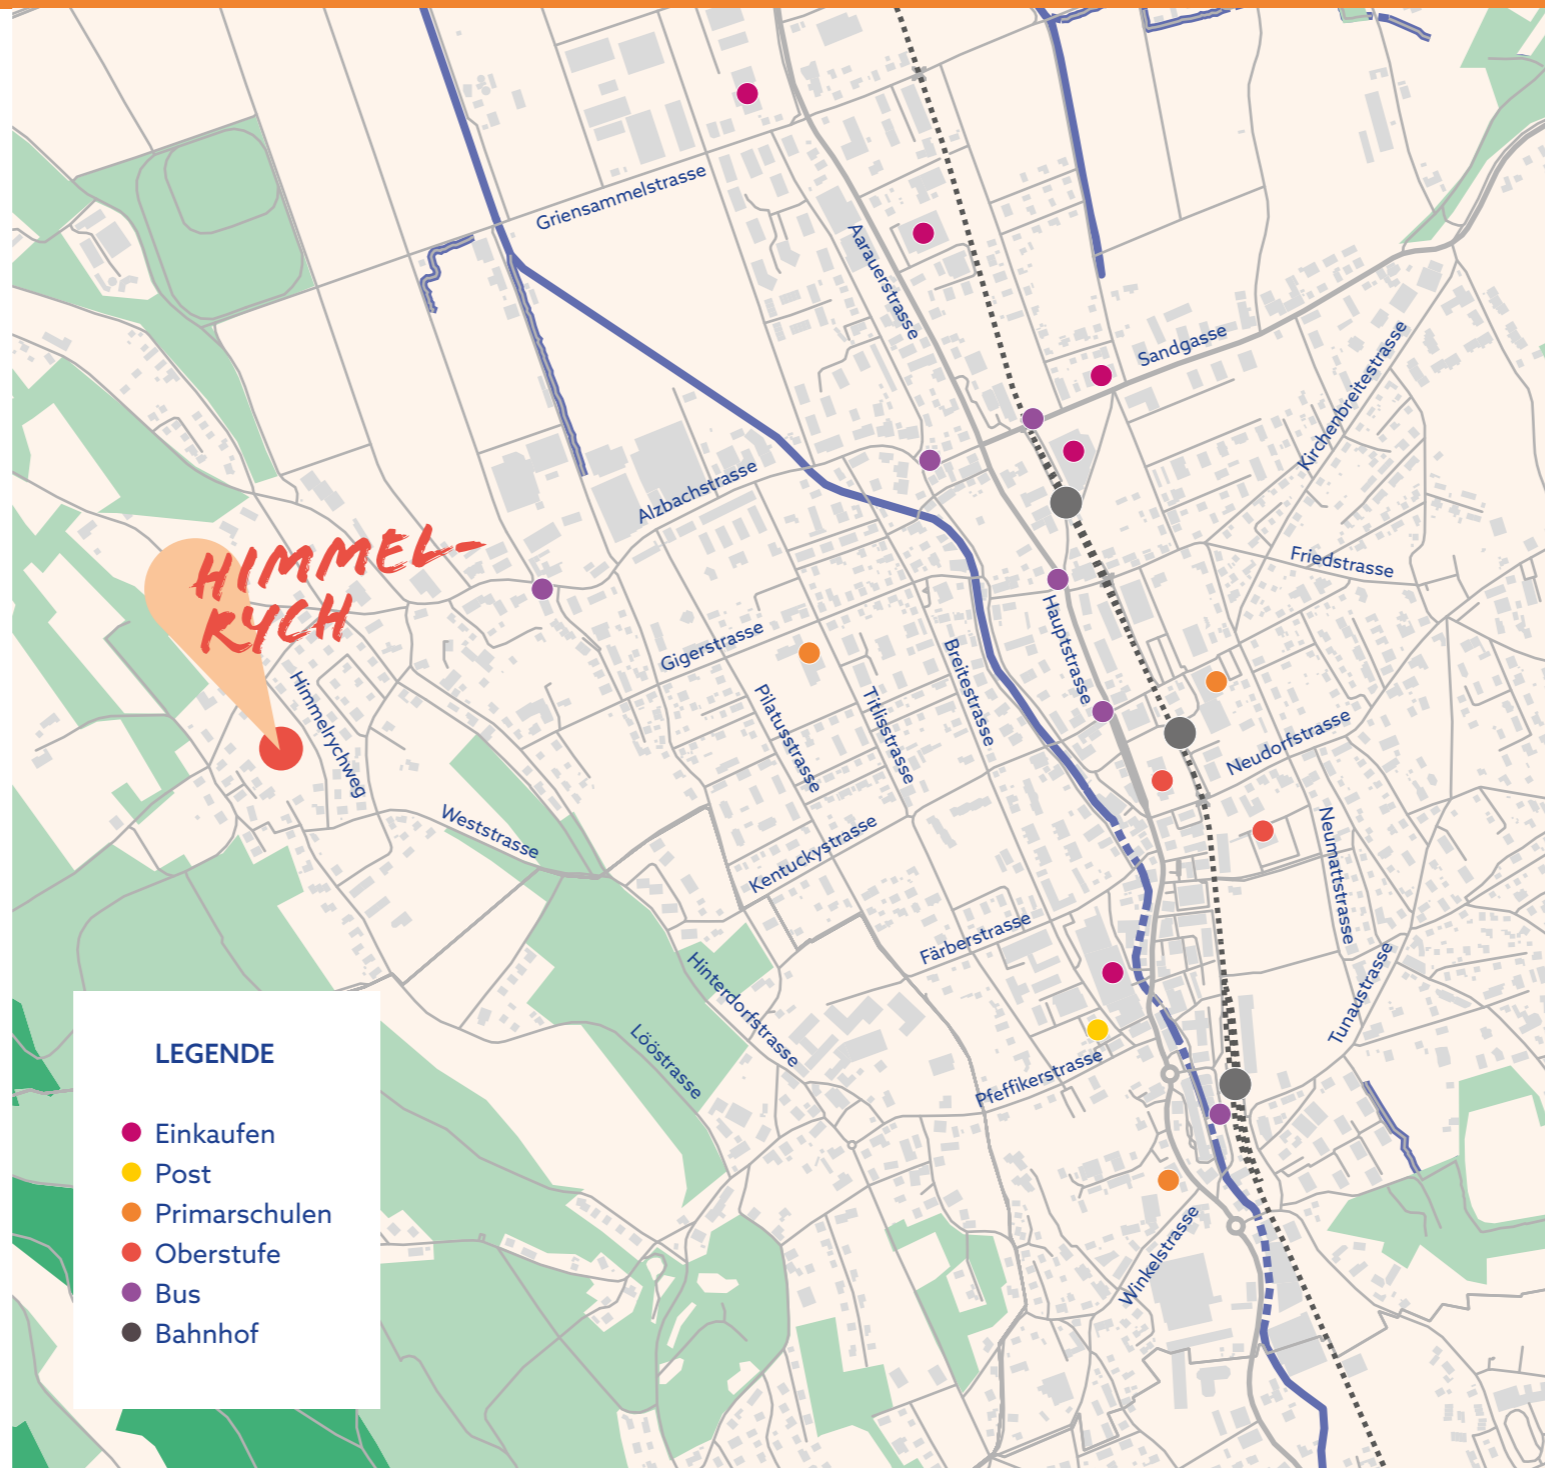 Griensammelstrasse
Aarauerstrasse
Sandgasse
Kirchenbreitestrasse
Alzbachstrasse
HIMMEL-
RYCH
Friedstrasse
Hauptstrasse
Gigerstrasse
Breitestrasse
Himmelrychweg
Pilatusstrasse
Titlisstrasse
Neudorfstrasse
Weststrasse
Kentuckystrasse
Neumattstrasse
Färberstrasse
Hinterdorfstrasse
Tunaustrasse
Lööstrasse
Pfeffikerstrasse
Winkelstrasse
LEGENDE
Einkaufen
Post
Primarschulen
Oberstufe
Bus
Bahnhof